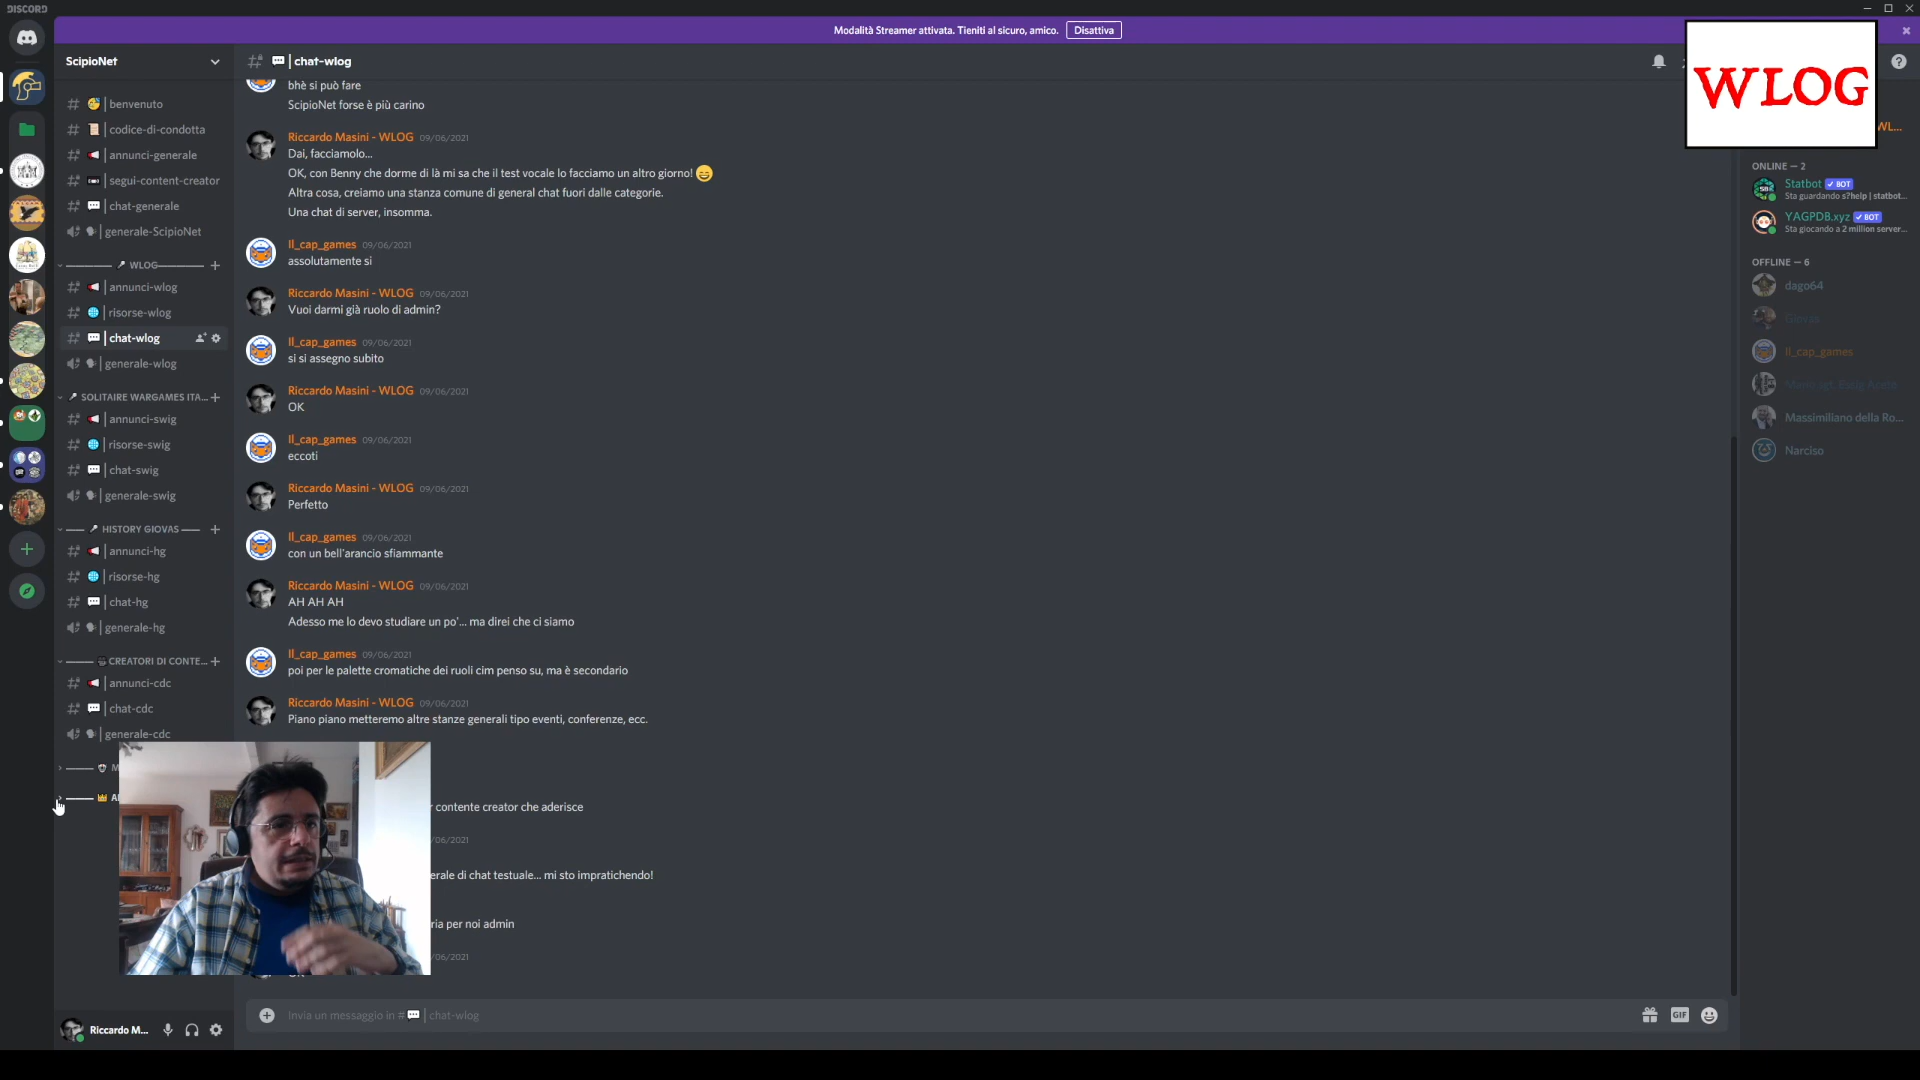 DISCORD
Modalità Streamer attivata. Tieniti al sicuro, amico.
Disattiva
WLOG
ScipioNet
| chat-wlog
| benvenuto
| codice-di-condotta
| annunci-generale
| segui-content-creator
| chat-generale
| generale-ScipioNet
WLOG
| annunci-wlog
| risorse-wlog
| chat-wlog
| generale-wlog
SOLITAIRE WARGAMES ITA...
| annunci-swig
| risorse-swig
| chat-swig
| generale-swig
HISTORY GIOVAS
| annunci-hg
| risorse-hg
| chat-hg
| generale-hg
CREATORI DI CONTE...
| annunci-cdc
| chat-cdc
| generale-cdc
Riccardo M...
bhè si può fare
ScipioNet forse è più carino
Riccardo Masini - WLOG 09/06/2021
Dai, facciamolo...
OK, con Benny che dorme di là mi sa che il test vocale lo facciamo un altro giorno! 😄
Altra cosa, creiamo una stanza comune di general chat fuori dalle categorie.
Una chat di server, insomma.
Il_cap_games 09/06/2021
assolutamente si
Riccardo Masini - WLOG 09/06/2021
Vuoi darmi già ruolo di admin?
Il_cap_games 09/06/2021
si si assegno subito
Riccardo Masini - WLOG 09/06/2021
OK
Il_cap_games 09/06/2021
eccoti
Riccardo Masini - WLOG 09/06/2021
Perfetto
Il_cap_games 09/06/2021
con un bell'arancio sfiammante
Riccardo Masini - WLOG 09/06/2021
AH AH AH
Adesso me lo devo studiare un po'... ma direi che ci siamo
Il_cap_games 09/06/2021
poi per le palette cromatiche dei ruoli cim penso su, ma è secondario
Riccardo Masini - WLOG 09/06/2021
Piano piano metteremo altre stanze generali tipo eventi, conferenze, ecc.
contente creator che aderisce
/06/2021
erale di chat testuale... mi sto impratichendo!
ria per noi admin
/06/2021
Invia un messaggio in # | chat-wlog
GIF
WL...
ONLINE — 2
Statbot ✓ BOT
Sta guardando s?help | statbot...
YAGPDB.xyz ✓ BOT
Sta giocando a 2 million server...
OFFLINE — 6
dago64
Giovas
Il_cap_games
Massimiliano della Ro...
Narciso